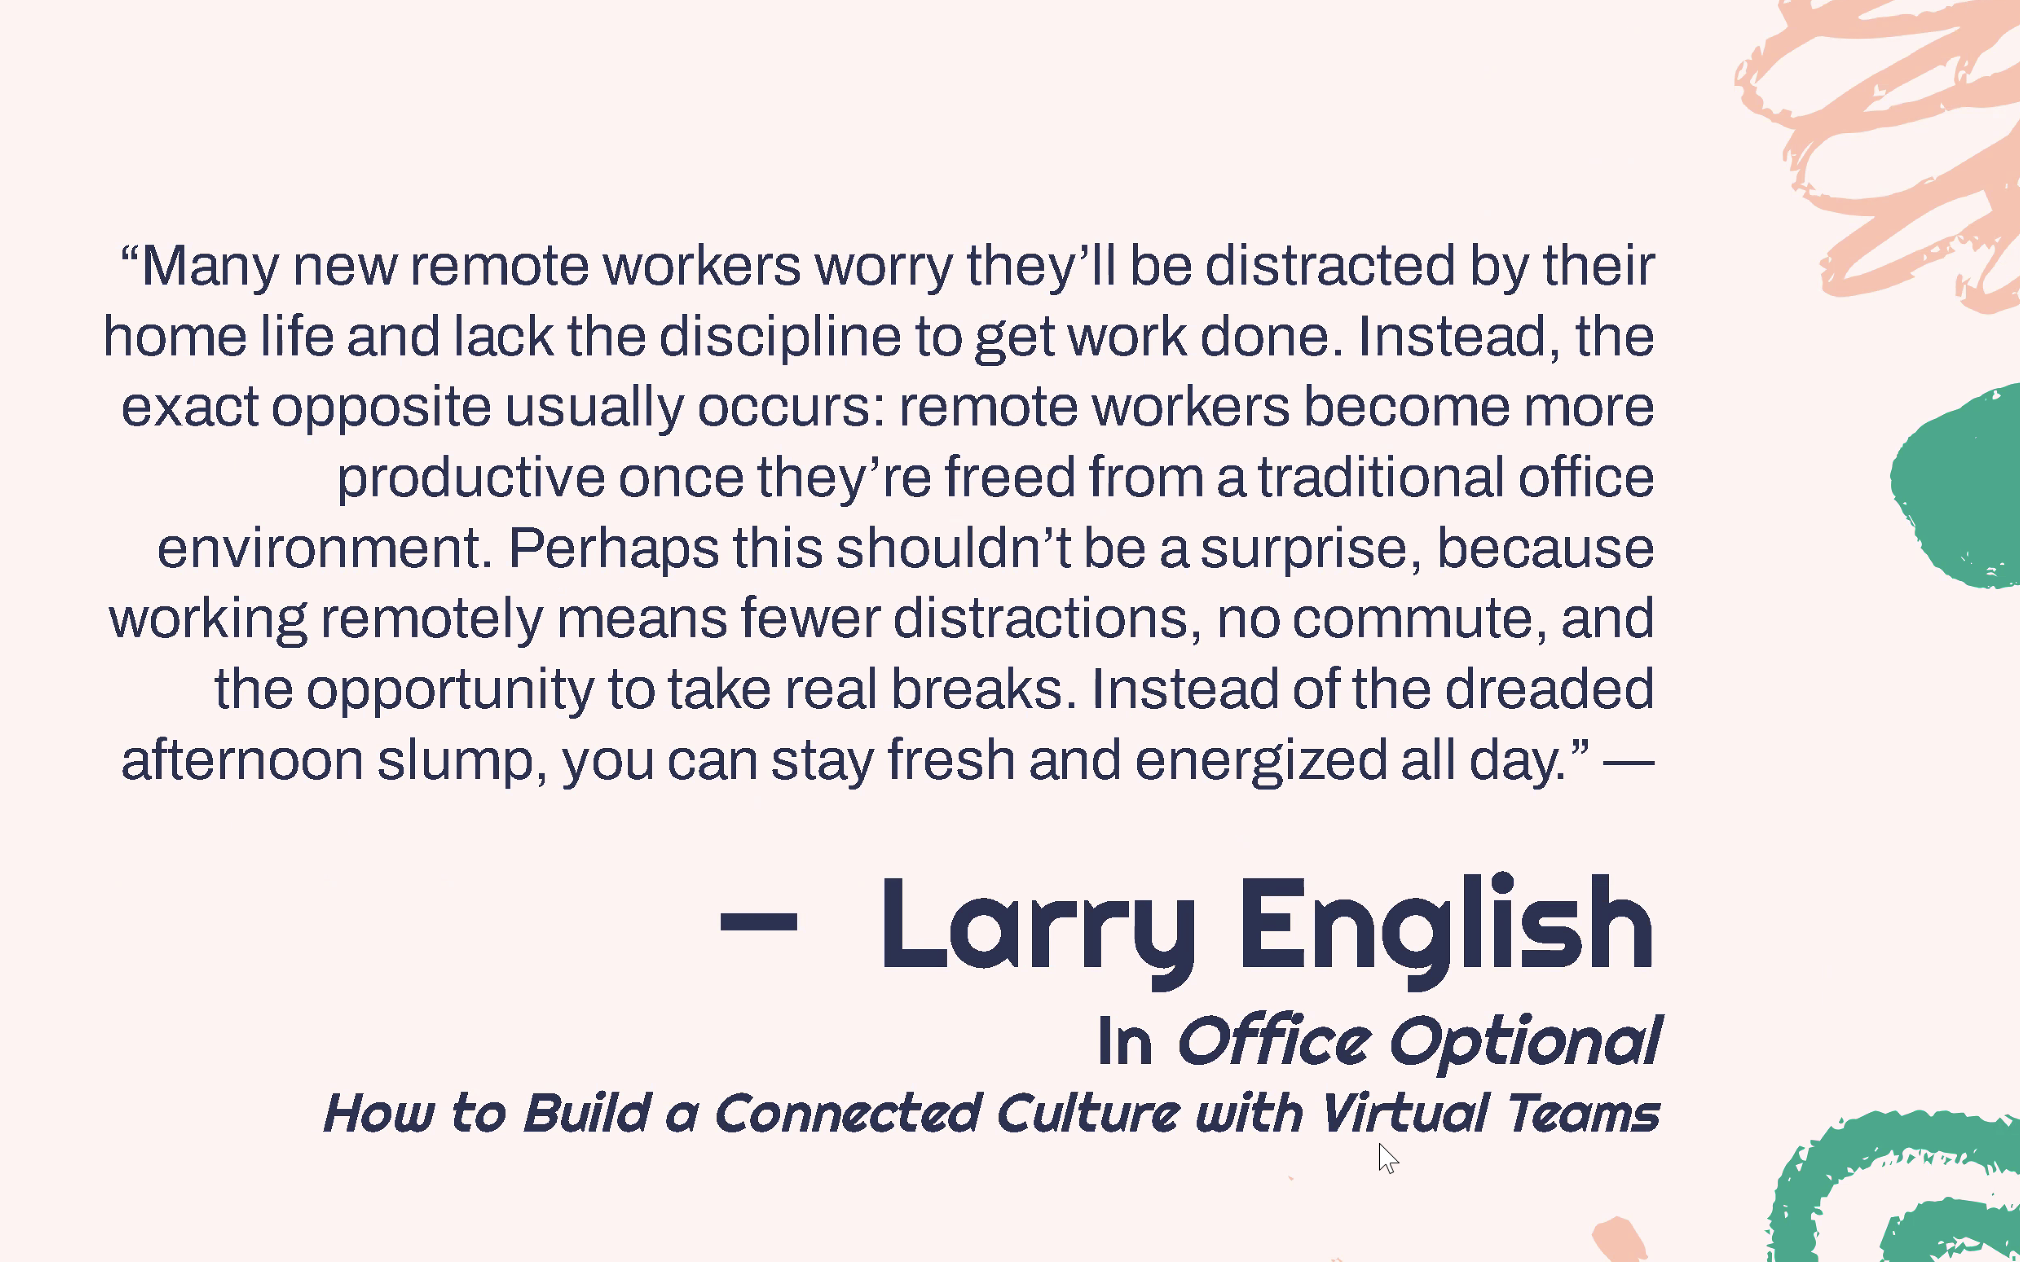 “Many new remote workers worry they’ll be distracted by their
home life and lack the discipline to get work done. Instead, the
exact opposite usually occurs: remote workers become more
productive once they’re freed from a traditional office
environment. Perhaps this shouldn’t be a surprise, because
working remotely means fewer distractions, no commute, and
the opportunity to take real breaks. Instead of the dreaded
afternoon slump, you can stay fresh and energized all day.” —
– Larry English
In Office Optional
How to Build a Connected Culture with Virtual Teams